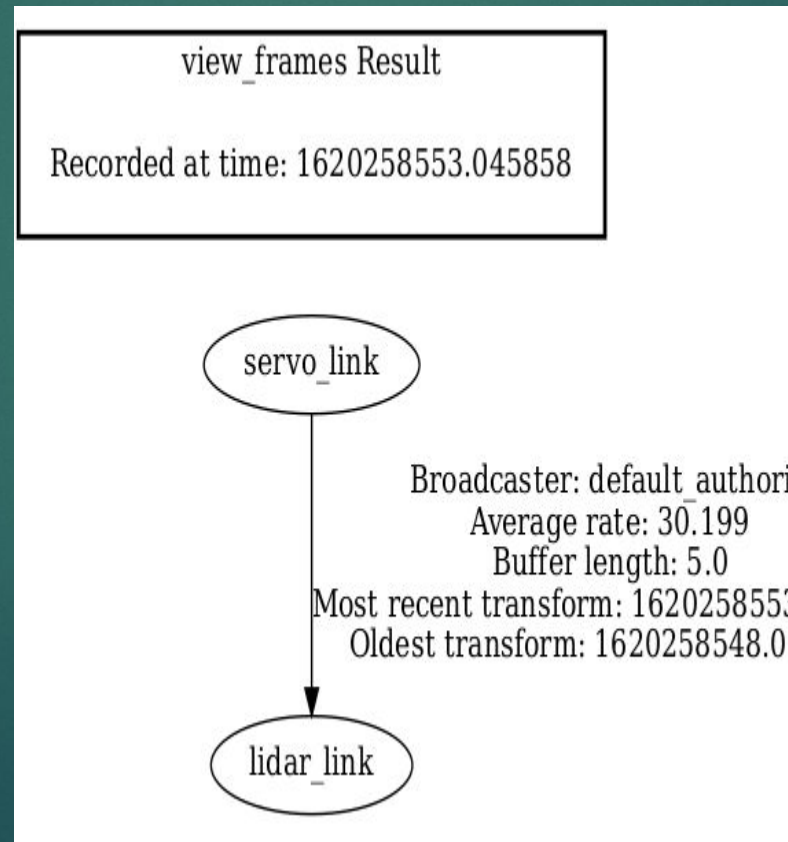 view_frames Result
Recorded at time: 1620258553.045858
servo_link
Broadcaster: default_authori
Average rate: 30.199
Buffer length: 5.0
Most recent transform: 1620258553
Oldest transform: 1620258548.0
lidar_link